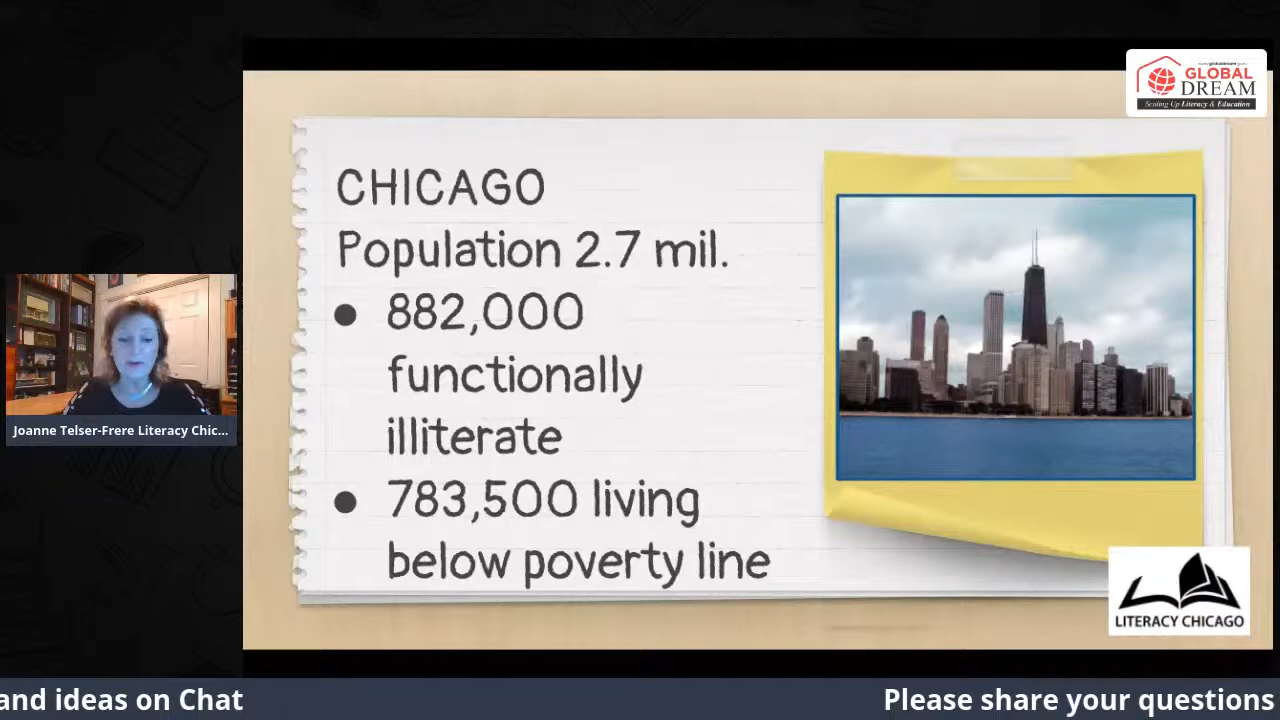 GLOBAL
DREAM
Scaling Up Literacy & Education
CHICAGO
Population 2.7 mil.
● 882,000
functionally
illiterate
● 783,500 living
below poverty line
Joanne Telser-Frere Literacy Chic...
LITERACY CHICAGO
and ideas on Chat
Please share your questions